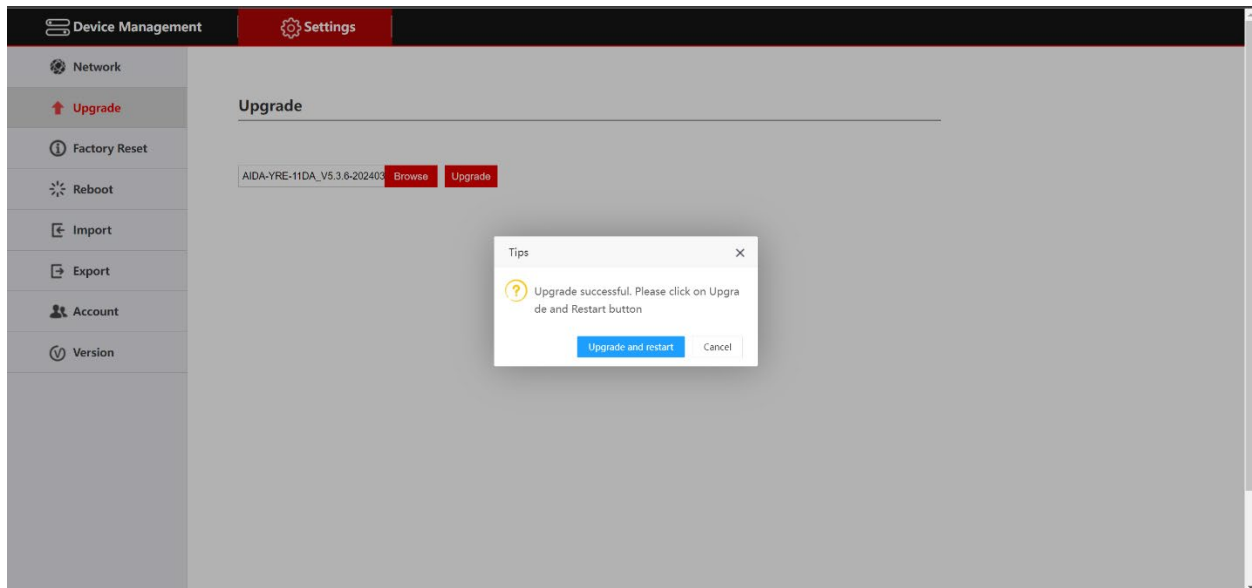 Device Management
Settings
Network
Upgrade
Factory Reset
Reboot
Import
Export
Account
Version
Upgrade
AIDA-YRE-11DA_V5.3.6-202403
Browse
Upgrade
Tips
Upgrade successful. Please click on Upgra
de and Restart button
Upgrade and restart
Cancel